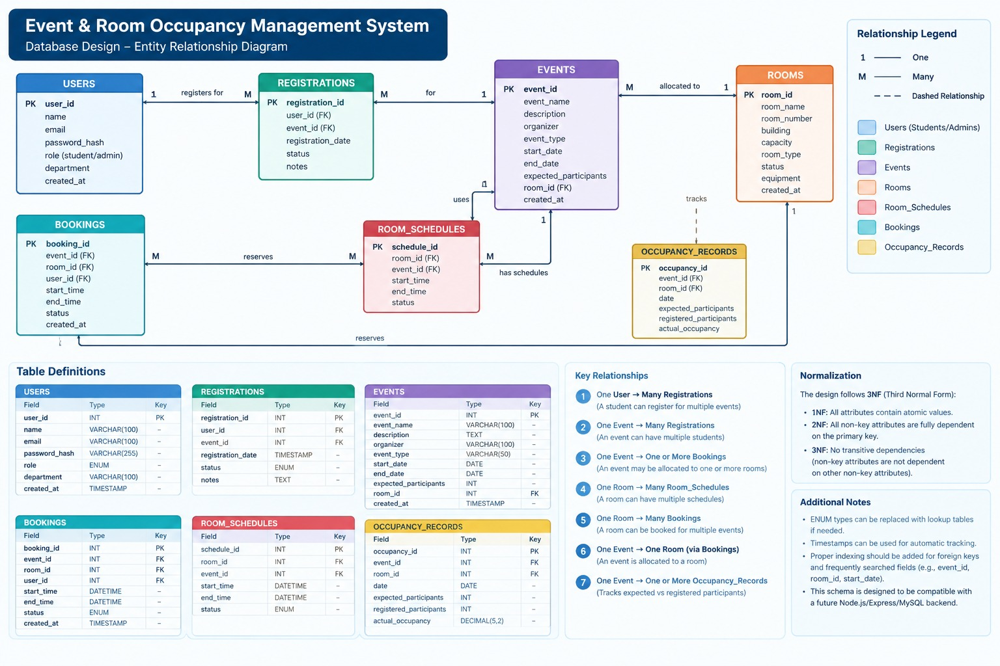 Event & Room Occupancy Management System
Database Design – Entity Relationship Diagram
USERS
PK user_id
name
email
password_hash
role (student/admin)
department
created_at
1 registers for M
REGISTRATIONS
PK registration_id
user_id (FK)
event_id (FK)
registration_date
status
notes
M for 1
EVENTS
PK event_id
event_name
description
organizer
event_type
start_date
end_date
expected_participants
room_id (FK)
created_at
M allocated to 1
ROOMS
PK room_id
room_name
room_number
building
capacity
room_type
status
equipment
created_at
1
Relationship Legend
1 One
M Many
Dashed Relationship
Users (Students/Admins)
Registrations
Events
Rooms
Room_Schedules
Bookings
Occupancy_Records
BOOKINGS
PK booking_id
event_id (FK)
room_id (FK)
user_id (FK)
start_time
end_time
status
created_at
M reserves M
uses
ROOM_SCHEDULES
PK schedule_id
room_id (FK)
event_id (FK)
start_time
end_time
status
1
M
has schedules
tracks
OCCUPANCY_RECORDS
PK occupancy_id
event_id (FK)
room_id (FK)
date
expected_participants
registered_participants
actual_occupancy
reserves
Table Definitions
USERS
Field Type Key
user_id INT PK
name VARCHAR(100) –
email VARCHAR(100) –
password_hash VARCHAR(255) –
role ENUM –
department VARCHAR(100) –
created_at TIMESTAMP –
REGISTRATIONS
Field Type Key
registration_id INT PK
user_id INT FK
event_id INT FK
registration_date TIMESTAMP –
status ENUM –
notes TEXT –
EVENTS
Field Type Key
event_id INT PK
event_name VARCHAR(100) –
description TEXT –
organizer VARCHAR(100) –
event_type VARCHAR(50) –
start_date DATE –
end_date DATE –
expected_participants INT –
room_id INT FK
created_at TIMESTAMP –
BOOKINGS
Field Type Key
booking_id INT PK
event_id INT FK
room_id INT FK
user_id INT FK
start_time DATETIME –
end_time DATETIME –
status ENUM –
created_at TIMESTAMP –
ROOM_SCHEDULES
Field Type Key
schedule_id INT PK
room_id INT FK
event_id INT FK
start_time DATETIME –
end_time DATETIME –
status ENUM –
OCCUPANCY_RECORDS
Field Type Key
occupancy_id INT PK
event_id INT FK
room_id INT FK
date DATE –
expected_participants INT –
registered_participants INT –
actual_occupancy DECIMAL(5,2) –
Key Relationships
1 One User → Many Registrations
(A student can register for multiple events)
2 One Event → Many Registrations
(An event can have multiple students)
3 One Event → One or More Bookings
(An event may be allocated to one or more rooms)
4 One Room → Many Room_Schedules
(A room can have multiple schedules)
5 One Room → Many Bookings
(A room can be booked for multiple events)
6 One Event → One Room (via Bookings)
(An event is allocated to a room)
7 One Event → One or More Occupancy_Records
(Tracks expected vs registered participants)
Normalization
The design follows 3NF (Third Normal Form):
• 1NF: All attributes contain atomic values.
• 2NF: All non-key attributes are fully dependent
on the primary key.
• 3NF: No transitive dependencies
(non-key attributes are not dependent
on other non-key attributes).
Additional Notes
• ENUM types can be replaced with lookup tables
if needed.
• Timestamps can be used for automatic tracking.
• Proper indexing should be added for foreign keys
and frequently searched fields (e.g., event_id,
room_id, start_date).
• This schema is designed to be compatible with
a future Node.js/Express/MySQL backend.